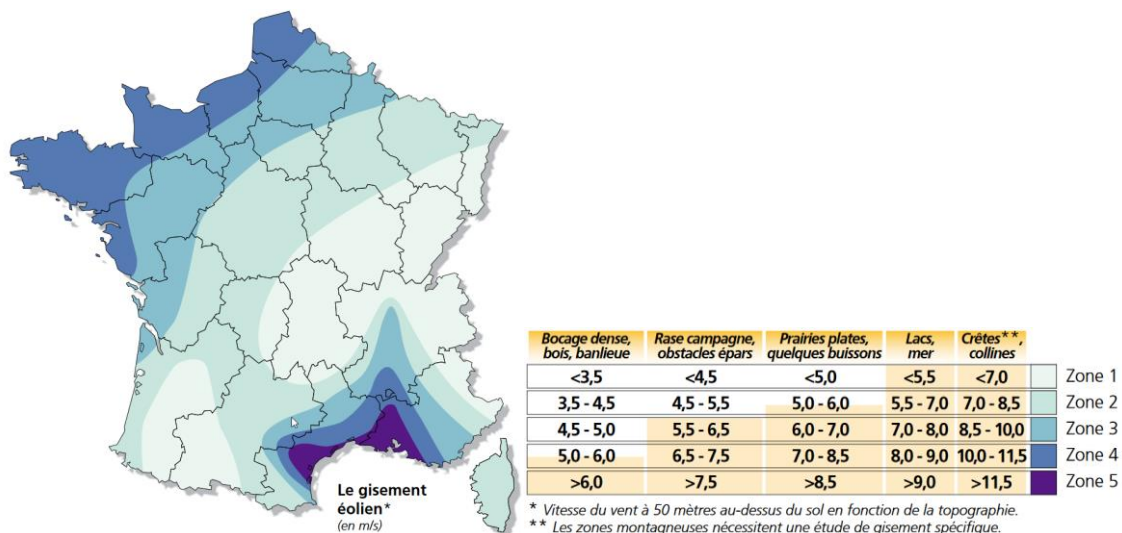 Le gisement
éolien*
(en m/s)
Bocage dense, bois, banlieue | Rase campagne, obstacles épars | Prairies plates, quelques buissons | Lacs, mer | Crêtes**, collines
<3,5 <4,5 <5,0 <5,5 <7,0 Zone 1
3,5 - 4,5 4,5 - 5,5 5,0 - 6,0 5,5 - 7,0 7,0 - 8,5 Zone 2
4,5 - 5,0 5,5 - 6,5 6,0 - 7,0 7,0 - 8,0 8,5 - 10,0 Zone 3
5,0 - 6,0 6,5 - 7,5 7,0 - 8,5 8,0 - 9,0 10,0 - 11,5 Zone 4
>6,0 >7,5 >8,5 >9,0 >11,5 Zone 5
* Vitesse du vent à 50 mètres au-dessus du sol en fonction de la topographie.
** Les zones montagneuses nécessitent une étude de gisement spécifique.